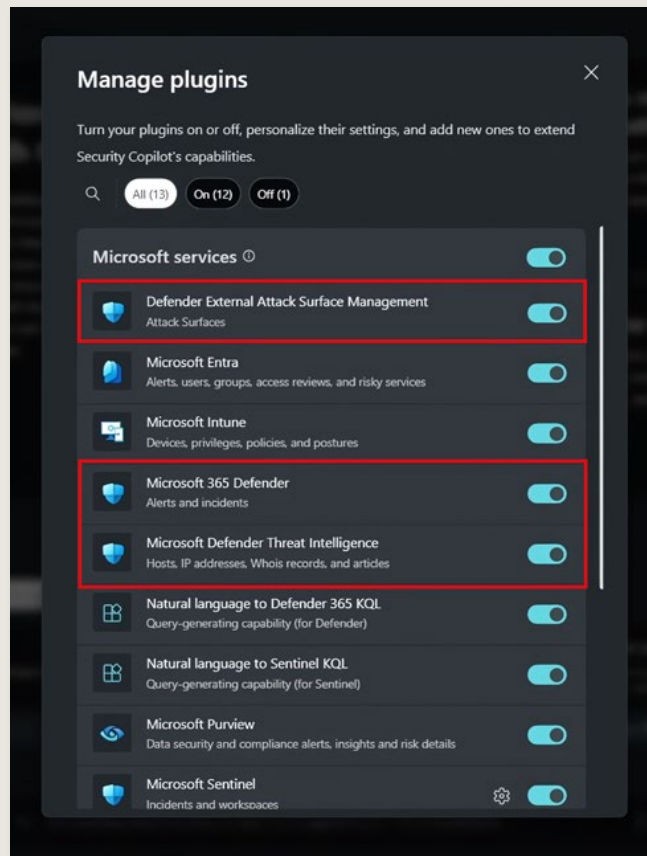 Manage plugins
Turn your plugins on or off, personalize their settings, and add new ones to extend
Security Copilot's capabilities.
All (13) On (12) Off (1)
Microsoft services
Defender External Attack Surface Management
Attack Surfaces
Microsoft Entra
Alerts, users, groups, access reviews, and risky services
Microsoft Intune
Devices, privileges, policies, and postures
Microsoft 365 Defender
Alerts and incidents
Microsoft Defender Threat Intelligence
Hosts, IP addresses, Whois records, and articles
Natural language to Defender 365 KQL
Query-generating capability (for Defender)
Natural language to Sentinel KQL
Query-generating capability (for Sentinel)
Microsoft Purview
Data security and compliance alerts, insights and risk details
Microsoft Sentinel
Incidents and workspaces